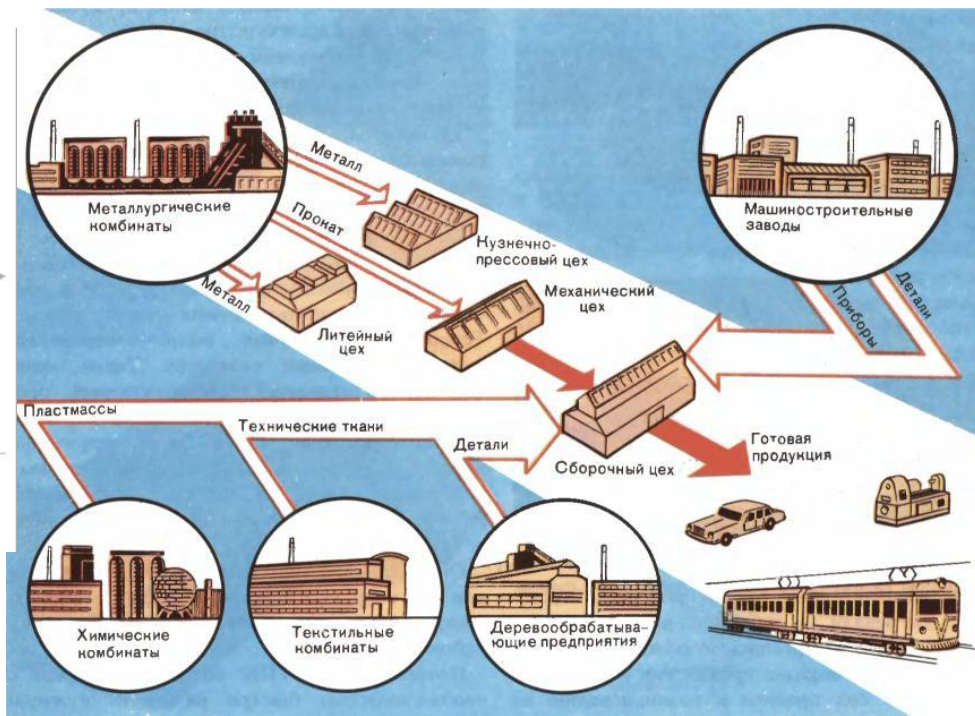 Металлургические
комбинаты
Металл
Прокат
Металл
Кузнечно-
прессовый цех
Литейный
цех
Механический
цех
Машиностроительные
заводы
Приборы
Детали
Пластмассы
Технические ткани
Детали
Сборочный цех
Готовая
продукция
Химические
комбинаты
Текстильные
комбинаты
Деревообрабатыва-
ющие предприятия